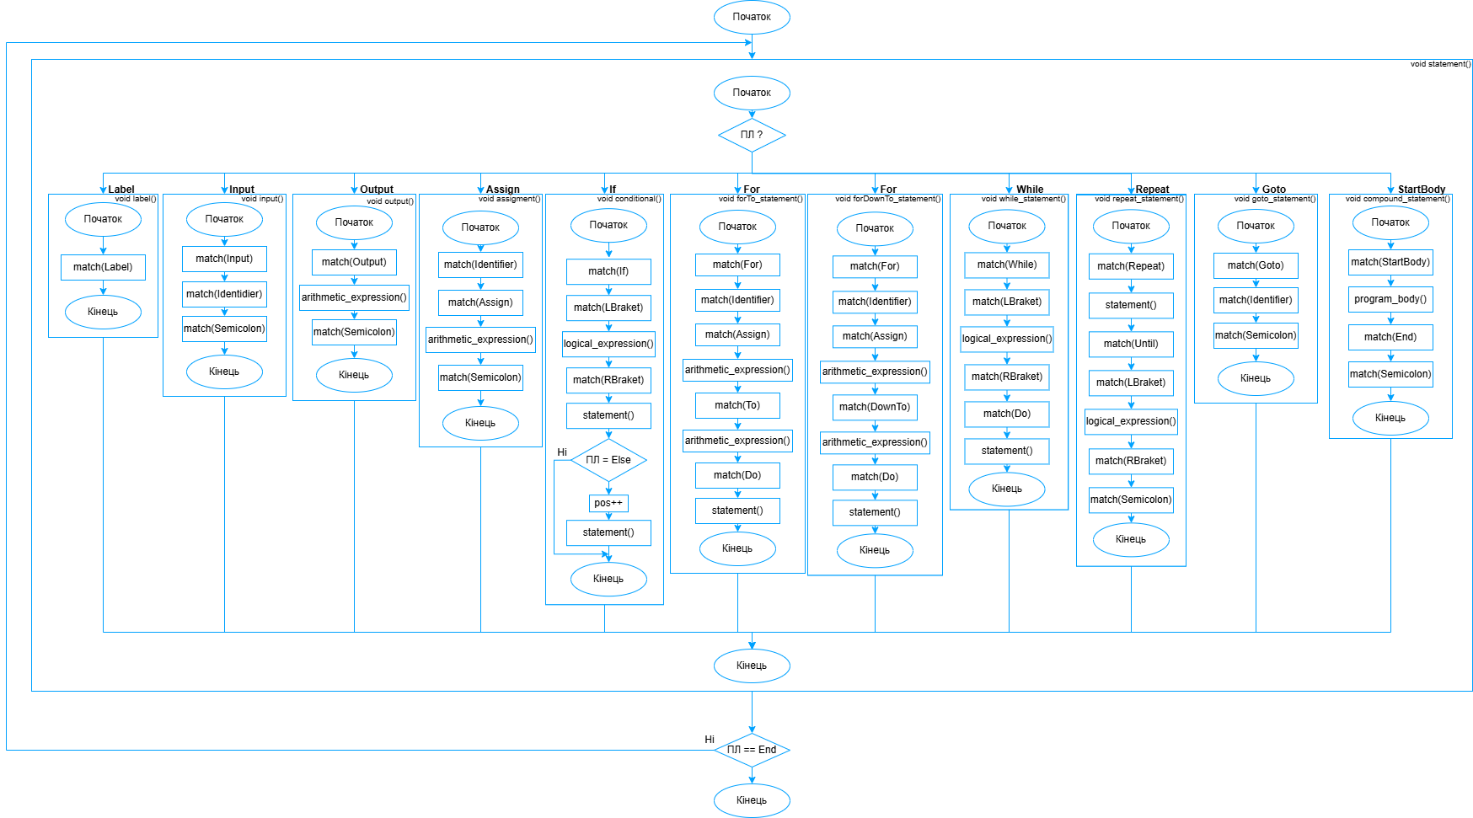 Початок
void statement()
Початок
ПЛ ?
Label
void label()
Початок
match(Label)
Кінець
Input
void input()
Початок
match(Input)
match(Identidier)
match(Semicolon)
Кінець
Output
void output()
Початок
match(Output)
arithmetic_expression()
match(Semicolon)
Кінець
Assign
void assigment()
Початок
match(Identifier)
match(Assign)
arithmetic_expression()
match(Semicolon)
Кінець
If
void conditional()
Початок
match(If)
match(LBraket)
logical_expression()
match(RBraket)
statement()
Ні
ПЛ = Else
pos++
statement()
Кінець
For
void forTo_statement()
Початок
match(For)
match(Identifier)
match(Assign)
arithmetic_expression()
match(To)
arithmetic_expression()
match(Do)
statement()
Кінець
For
void forDownTo_statement()
Початок
match(For)
match(Identifier)
match(Assign)
arithmetic_expression()
match(DownTo)
arithmetic_expression()
match(Do)
statement()
Кінець
While
void while_statement()
Початок
match(While)
match(LBraket)
logical_expression()
match(RBraket)
match(Do)
statement()
Кінець
Repeat
void repeat_statement()
Початок
match(Repeat)
statement()
match(Until)
match(LBraket)
logical_expression()
match(RBraket)
match(Semicolon)
Кінець
Goto
void goto_statement()
Початок
match(Goto)
match(Identifier)
match(Semicolon)
Кінець
StartBody
void compound_statement()
Початок
match(StartBody)
program_body()
match(End)
match(Semicolon)
Кінець
Кінець
Ні
ПЛ == End
Кінець